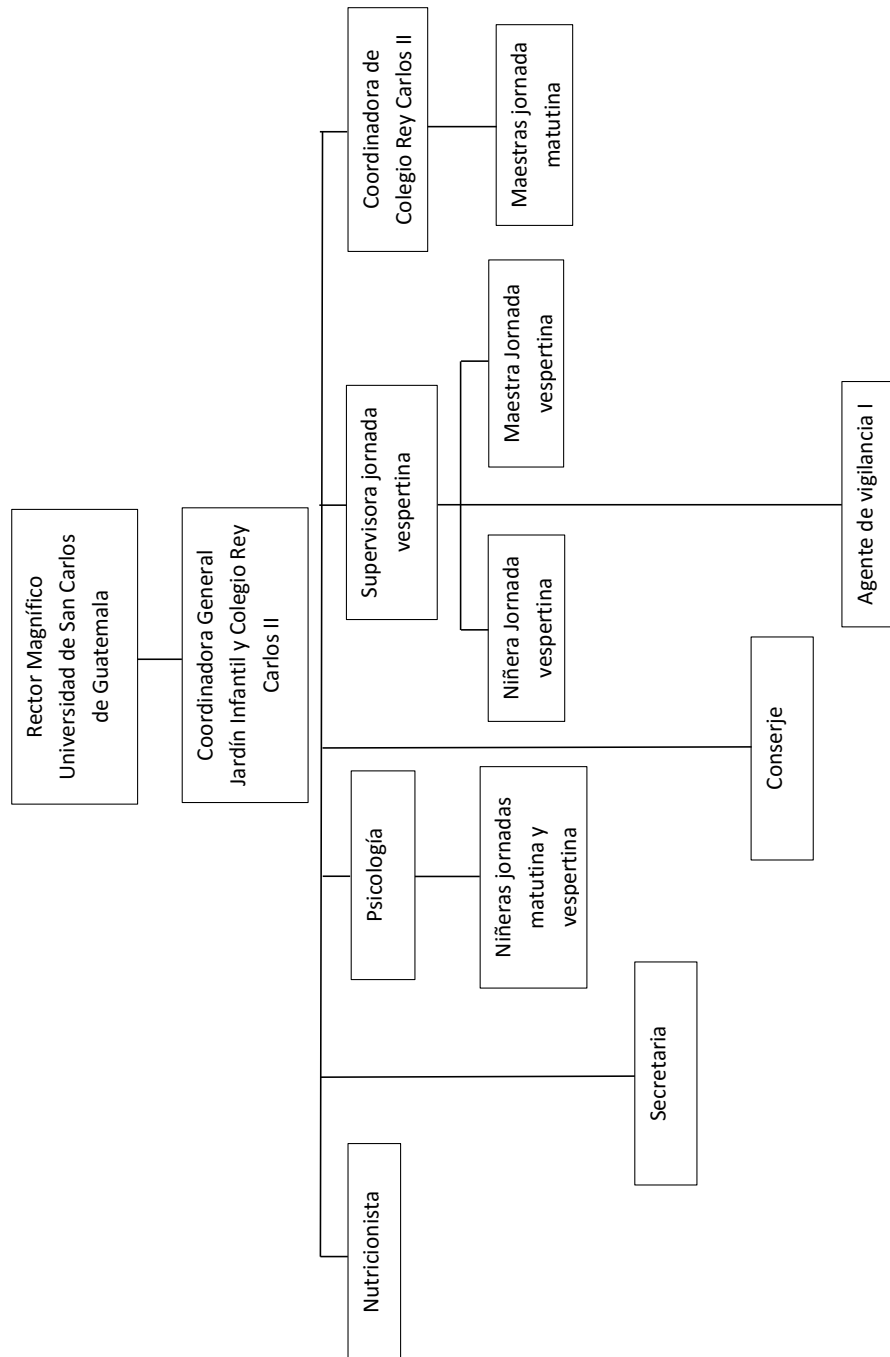 Rector Magnífico
Universidad de San Carlos
de Guatemala
Coordinadora General
Jardín Infantil y Colegio Rey
Carlos II
Nutricionista
Psicología
Supervisora jornada
vespertina
Coordinadora de
Colegio Rey Carlos II
Niñeras jornadas
matutina y
vespertina
Niñera Jornada
vespertina
Maestra Jornada
vespertina
Maestras jornada
matutina
Secretaria
Conserje
Agente de vigilancia I